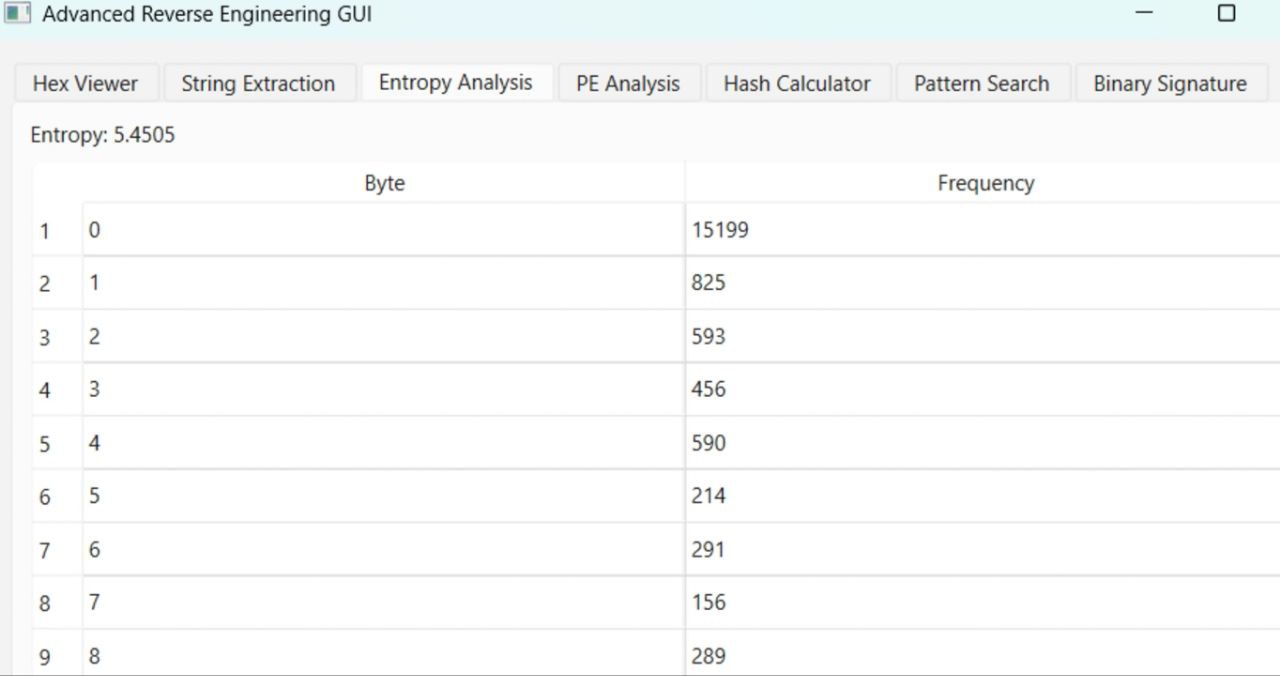 Advanced Reverse Engineering GUI
Hex Viewer String Extraction Entropy Analysis PE Analysis Hash Calculator Pattern Search Binary Signature
Entropy: 5.4505
Byte Frequency
1 0 15199
2 1 825
3 2 593
4 3 456
5 4 590
6 5 214
7 6 291
8 7 156
9 8 289